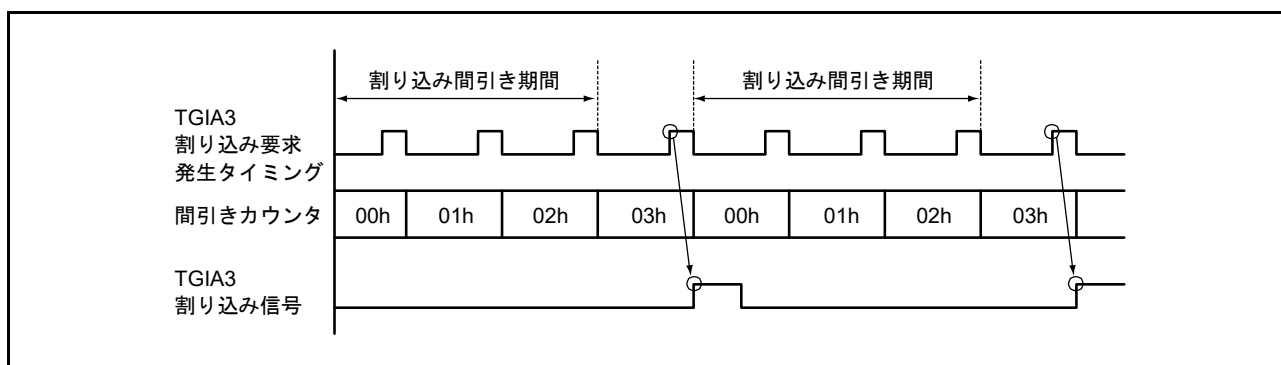 割り込み間引き期間 割り込み間引き期間
TGIA3
割り込み要求
発生タイミング
間引きカウンタ 00h 01h 02h 03h 00h 01h 02h 03h
TGIA3
割り込み信号